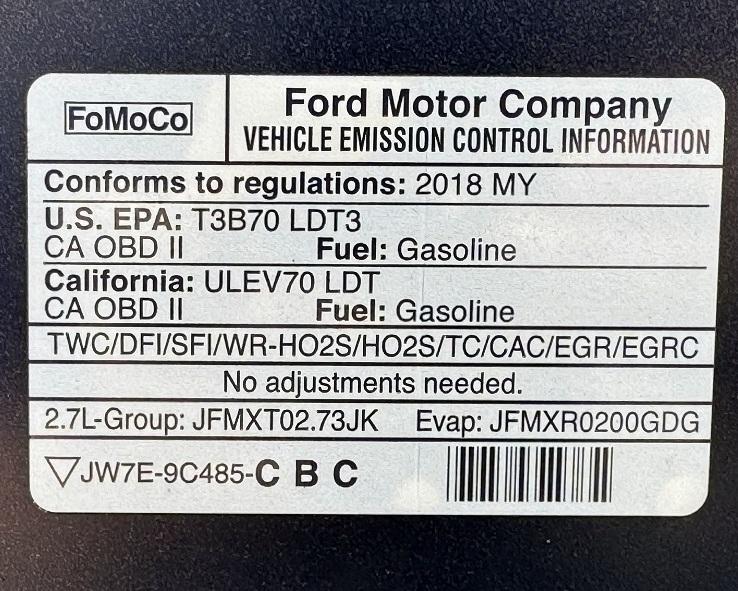 FoMoCo
Ford Motor Company
VEHICLE EMISSION CONTROL INFORMATION
Conforms to regulations: 2018 MY
U.S. EPA: T3B70 LDT3
CA OBD II Fuel: Gasoline
California: ULEV70 LDT
CA OBD II Fuel: Gasoline
TWC/DFI/SFI/WR-HO2S/HO2S/TC/CAC/EGR/EGRC
No adjustments needed.
2.7L-Group: JFMXT02.73JK Evap: JFMXR0200GDG
▽JW7E-9C485-C B C